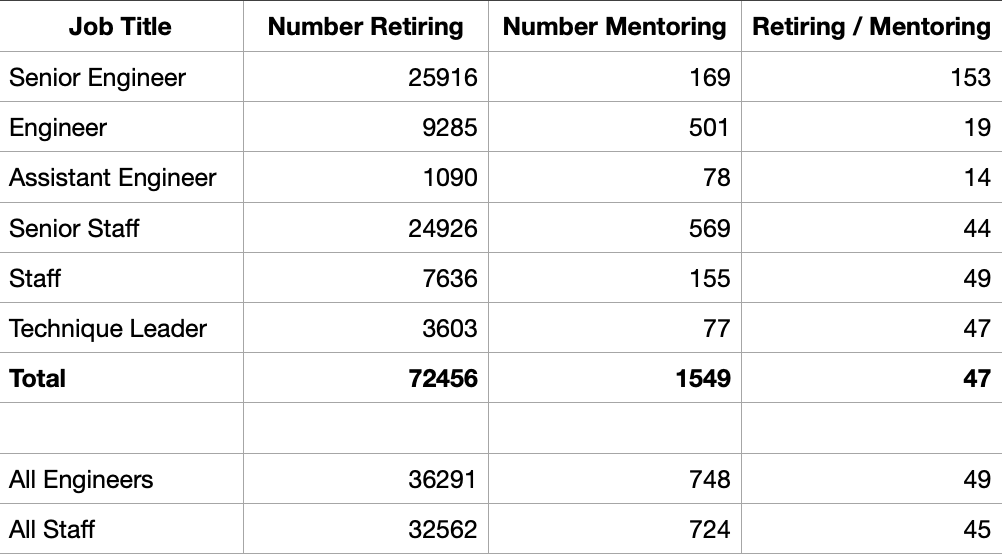 Job Title Number Retiring Number Mentoring Retiring / Mentoring
Senior Engineer 25916 169 153
Engineer 9285 501 19
Assistant Engineer 1090 78 14
Senior Staff 24926 569 44
Staff 7636 155 49
Technique Leader 3603 77 47
Total 72456 1549 47
All Engineers 36291 748 49
All Staff 32562 724 45